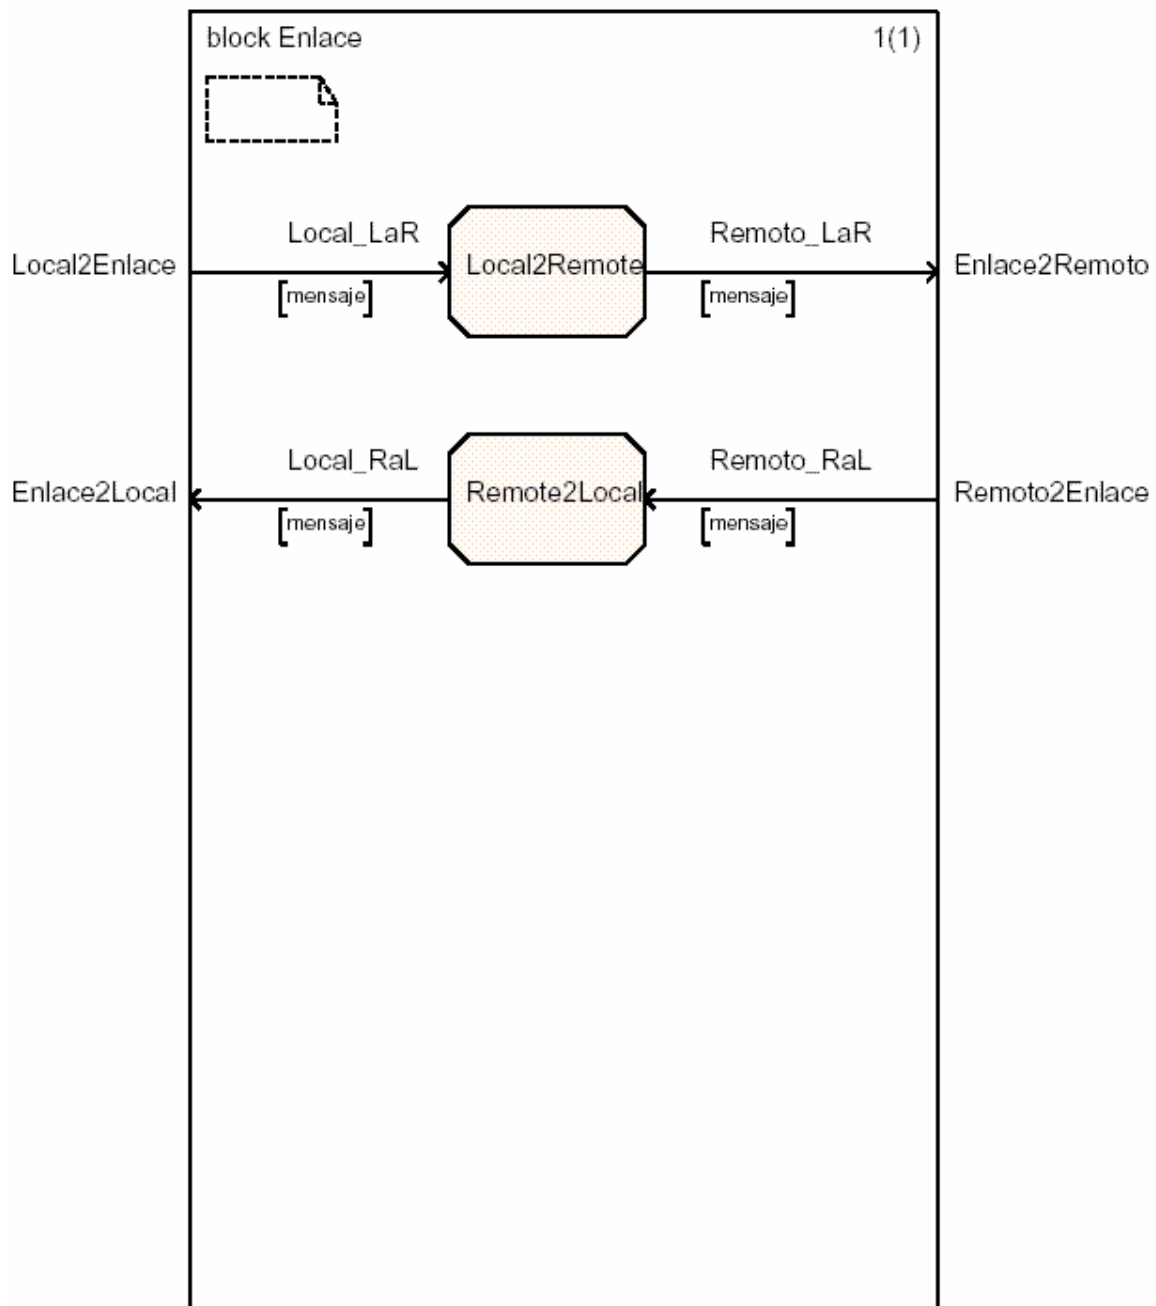 block Enlace 1(1)
Local_LaR Remoto_LaR
Local2Enlace Local2Remote Enlace2Remoto
[mensaje] [mensaje]
Local_RaL Remoto_RaL
Enlace2Local Remote2Local Remoto2Enlace
[mensaje] [mensaje]